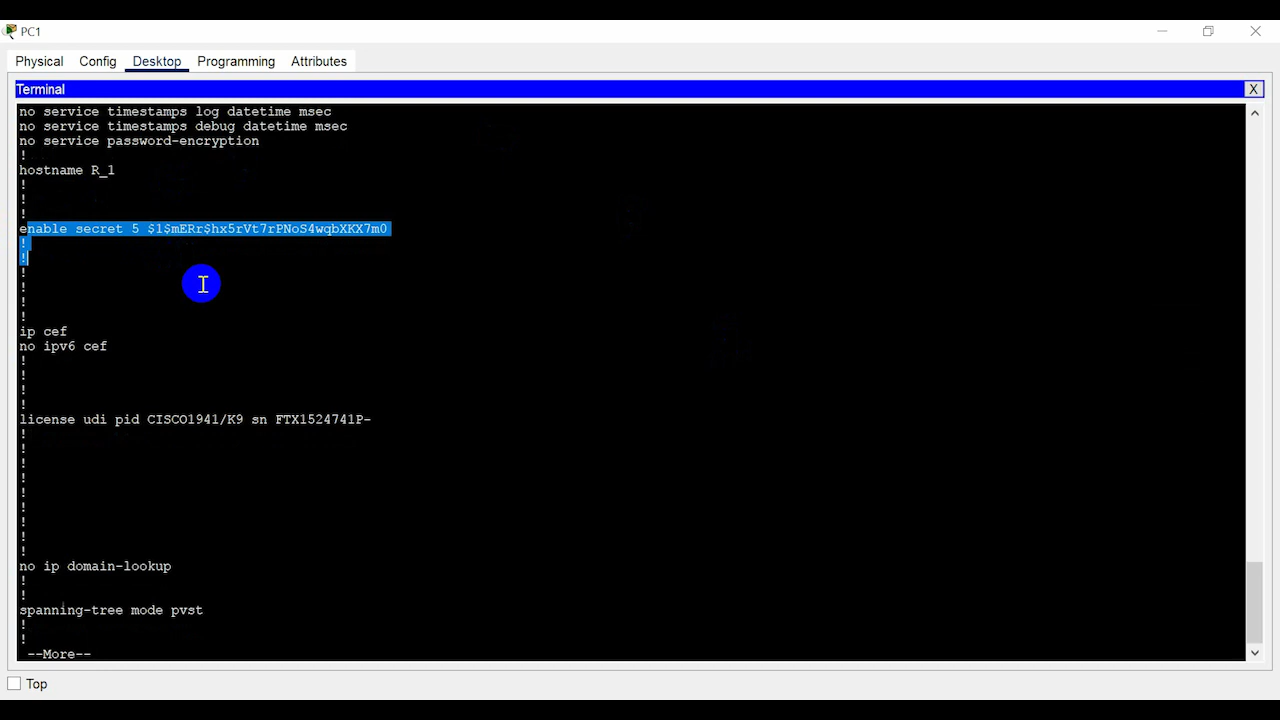 PC1
Physical Config Desktop Programming Attributes
Terminal X
no service timestamps log datetime msec
no service timestamps debug datetime msec
no service password-encryption
!
hostname R_1
!
!
!
enable secret 5 $1$mERr$hx5rVt7rPNoS4wqbXKX7m0
!
!
!
!
!
!
ip cef
no ipv6 cef
!
!
!
!
license udi pid CISCO1941/K9 sn FTX1524741P-
!
!
!
!
!
!
!
!
!
no ip domain-lookup
!
!
spanning-tree mode pvst
!
!
--More--
Top